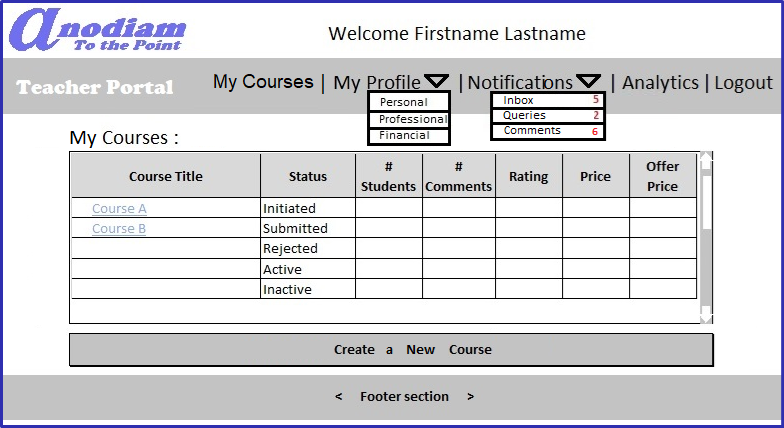 Anodiam
To the Point
Welcome Firstname Lastname
Teacher Portal
My Courses | My Profile | Notifications | Analytics | Logout
Personal
Professional
Financial
Inbox 5
Queries 2
Comments 6
My Courses :
Course Title Status # Students # Comments Rating Price Offer Price
Course A Initiated
Course B Submitted
Rejected
Active
Inactive
Create a New Course
< Footer section >